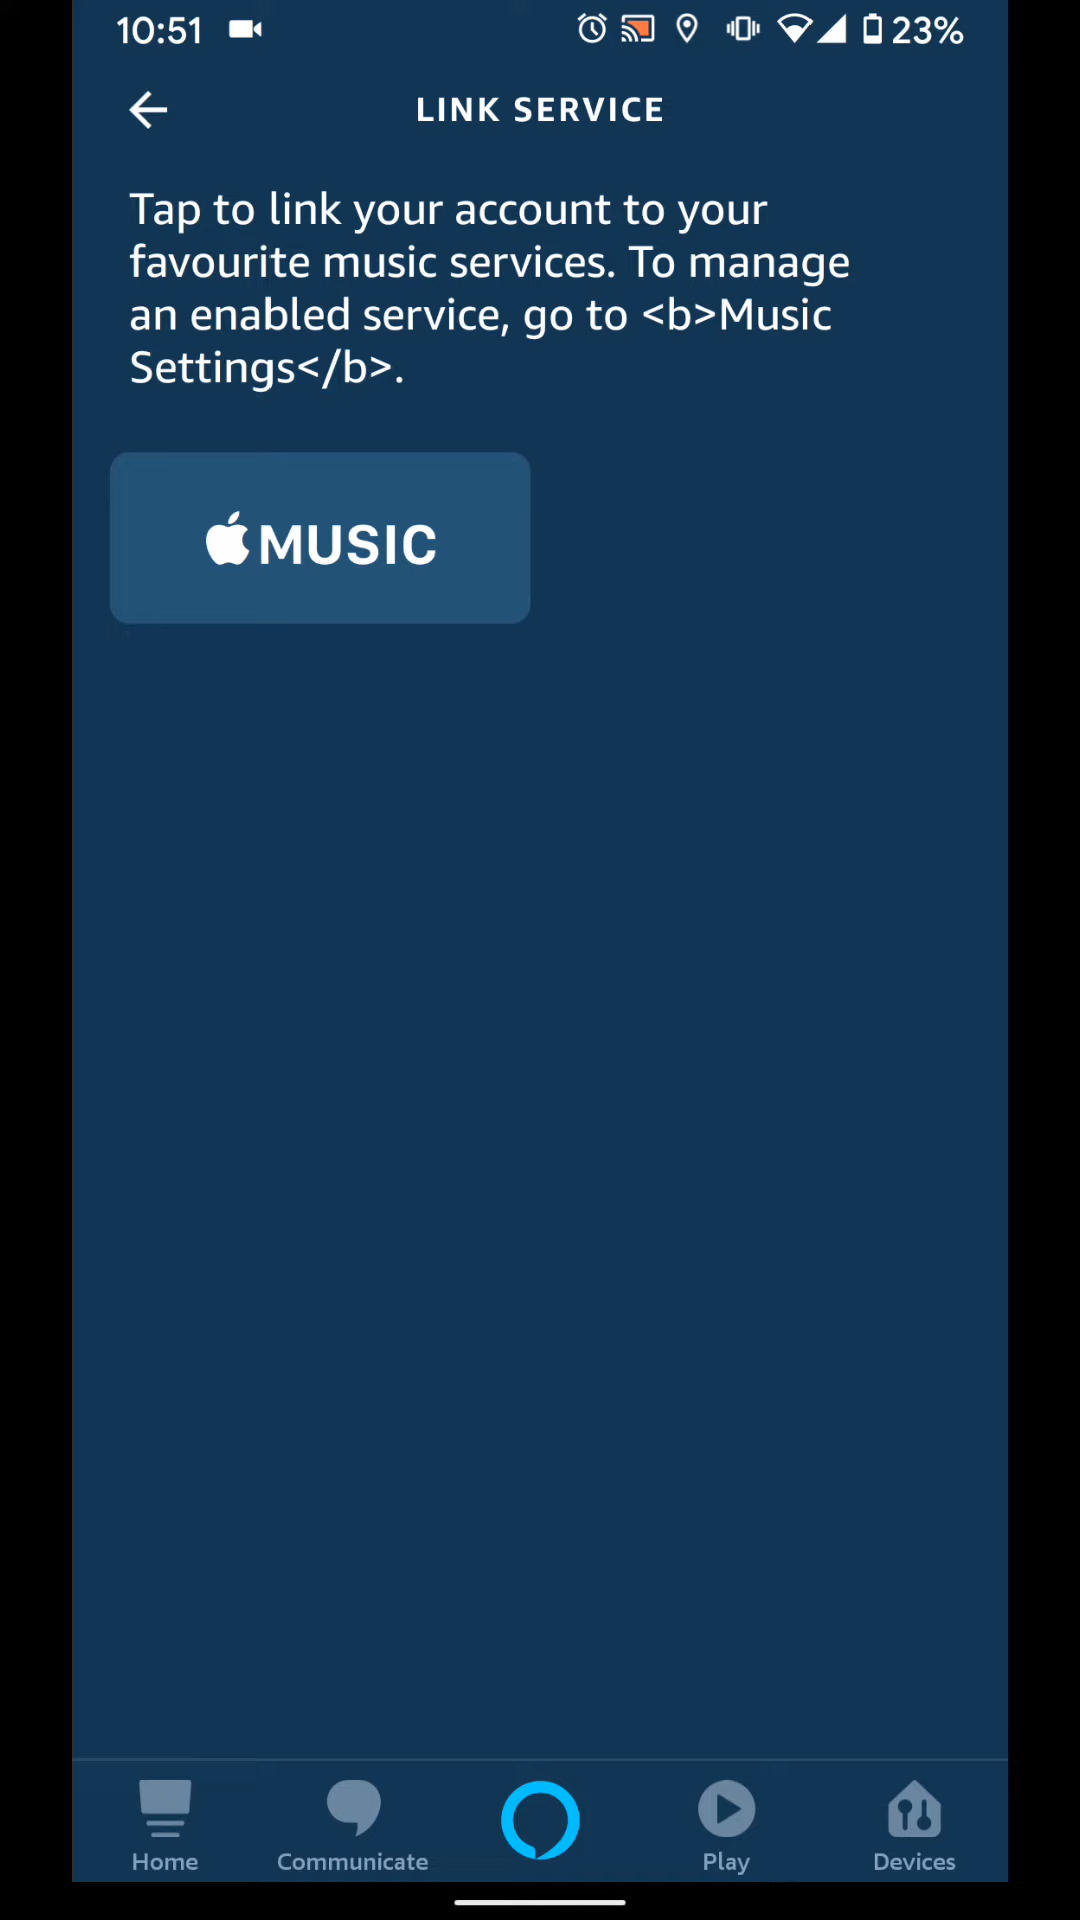 10:51 23%
LINK SERVICE
Tap to link your account to your
favourite music services. To manage
an enabled service, go to <b>Music
Settings</b>.
MUSIC
Home Communicate Play Devices